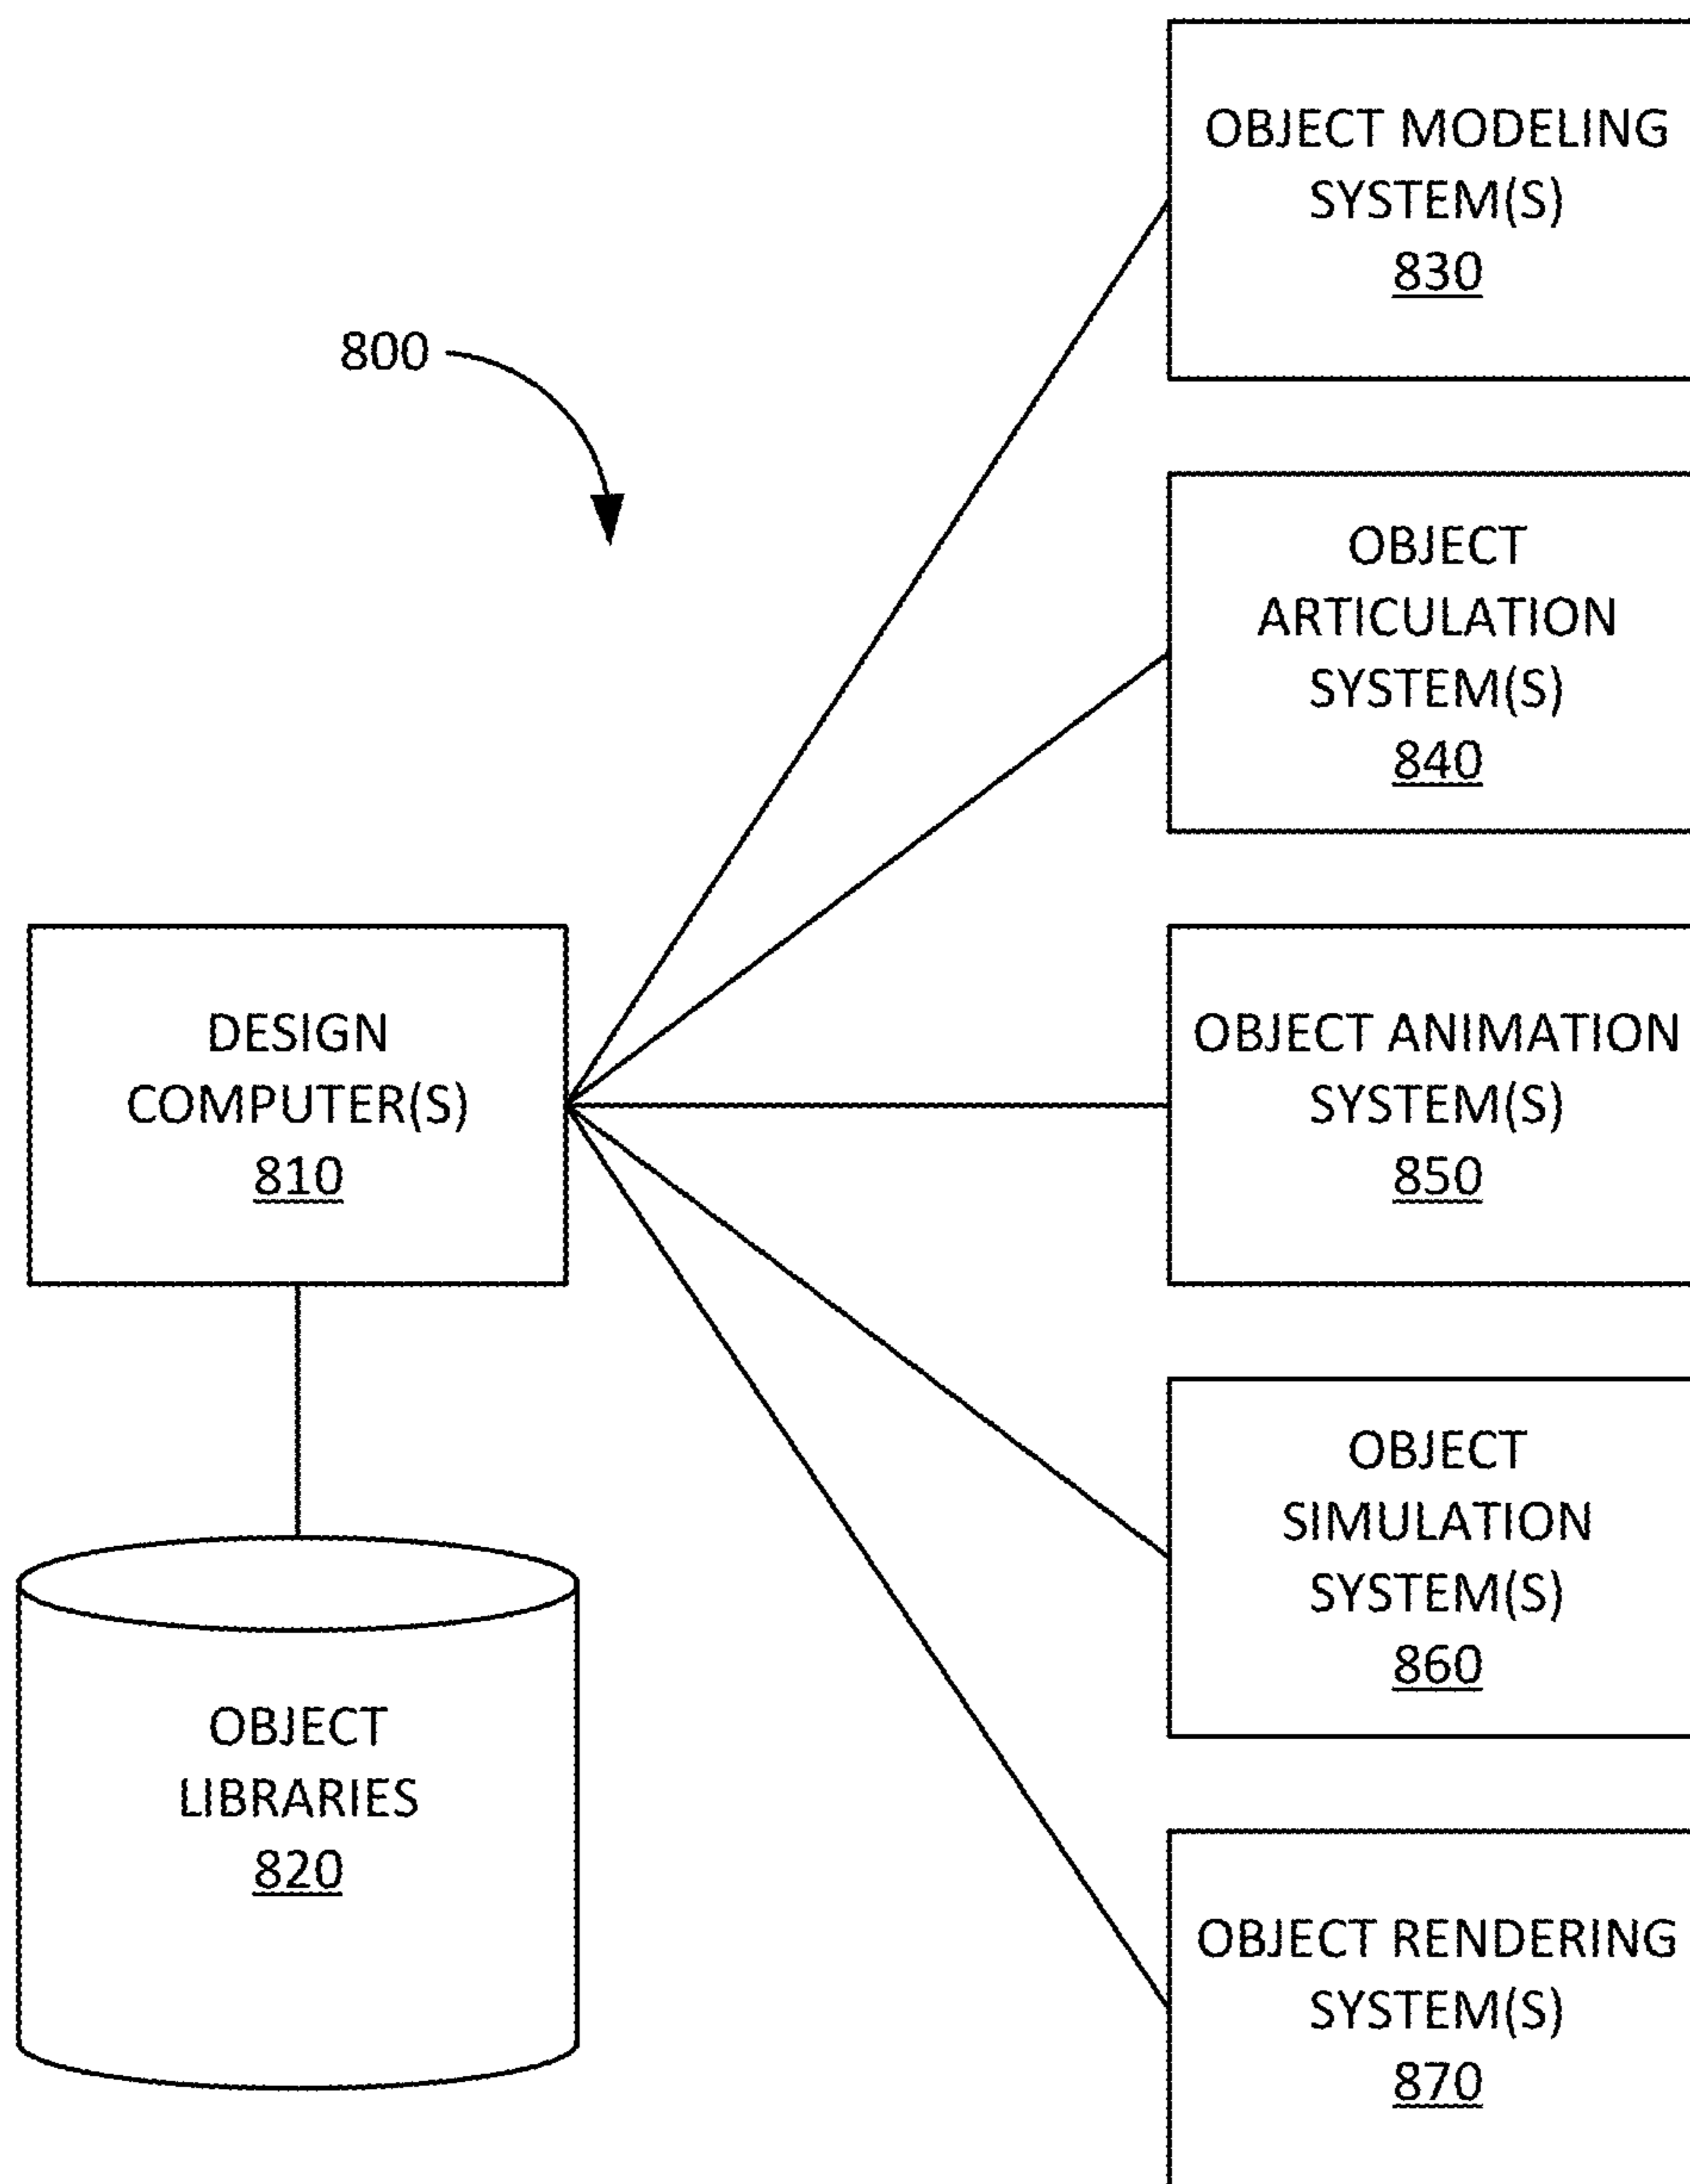 OBJECT MODELING
SYSTEM(S)
830
800
OBJECT
ARTICULATION
SYSTEM(S)
840
DESIGN
COMPUTER(S)
810
OBJECT ANIMATION
SYSTEM(S)
850
OBJECT
SIMULATION
SYSTEM(S)
860
OBJECT
LIBRARIES
820
OBJECT RENDERING
SYSTEM(S)
870